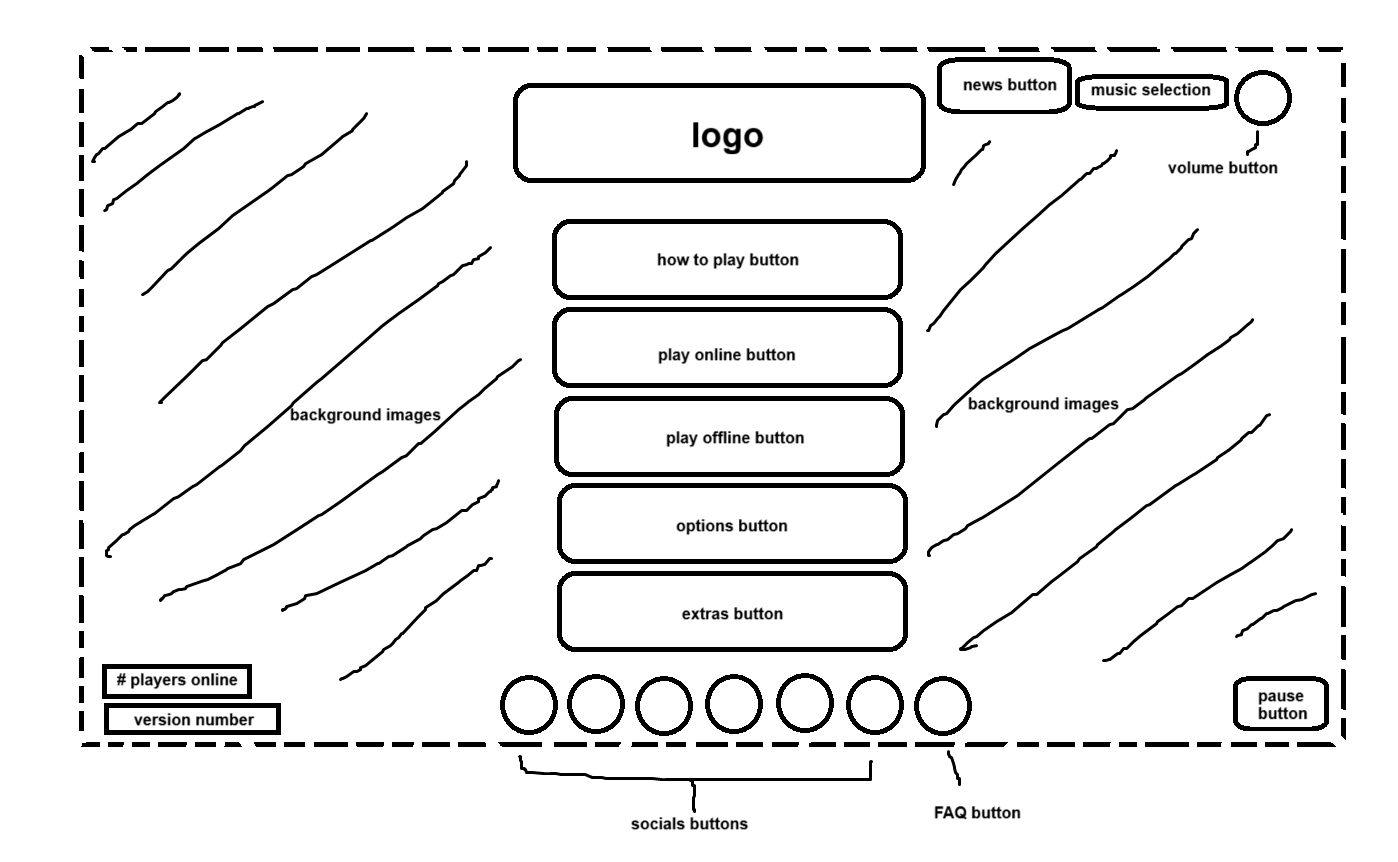 news button
music selection
logo
volume button
how to play button
play online button
background images
background images
play offline button
options button
extras button
# players online
version number
pause
button
socials buttons
FAQ button